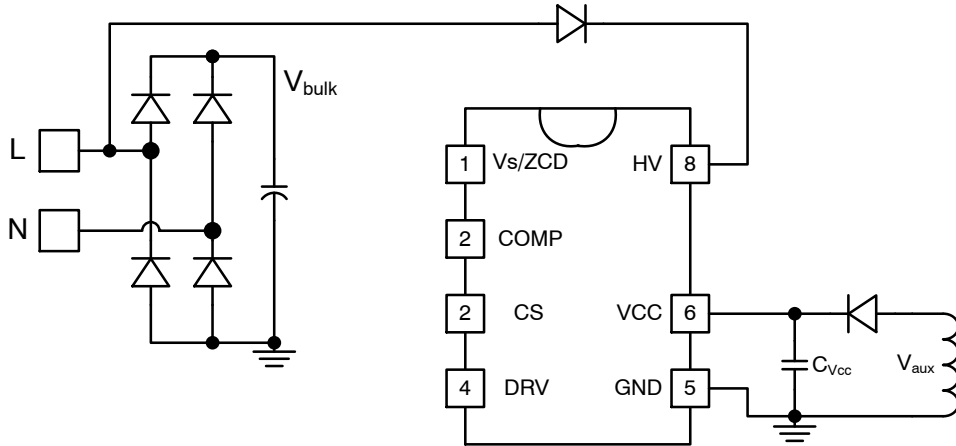 V_bulk
L
N
1 Vs/ZCD HV 8
2 COMP
2 CS VCC 6
4 DRV GND 5
C_Vcc
V_aux